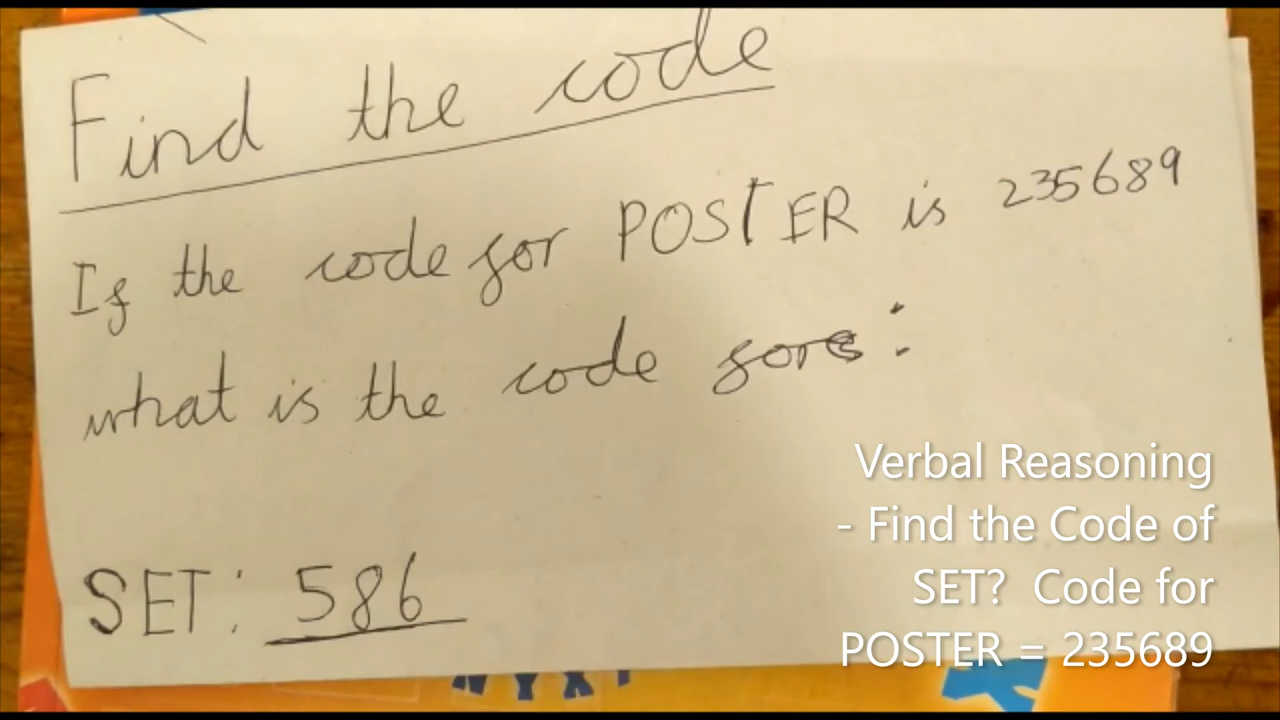 Find the code
If the code for POSTER is 235689
what is the code for:
SET: 586
Verbal Reasoning
- Find the Code of
SET? Code for
POSTER = 235689